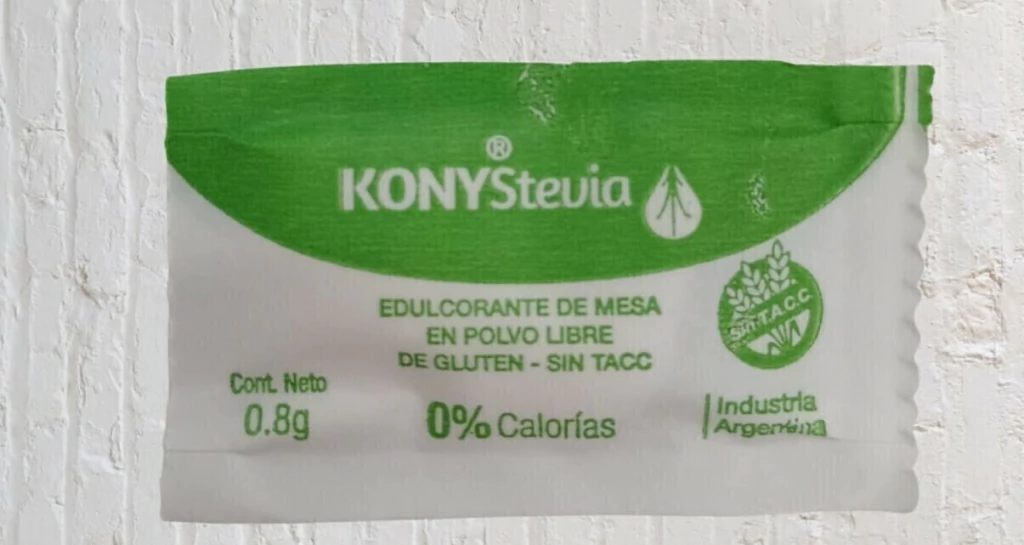 ®
KONYStevia
EDULCORANTE DE MESA
EN POLVO LIBRE
DE GLUTEN - SIN TACC
Sin T.A.C.C.
Cont. Neto
0.8g
0% Calorías
Industria
Argentina